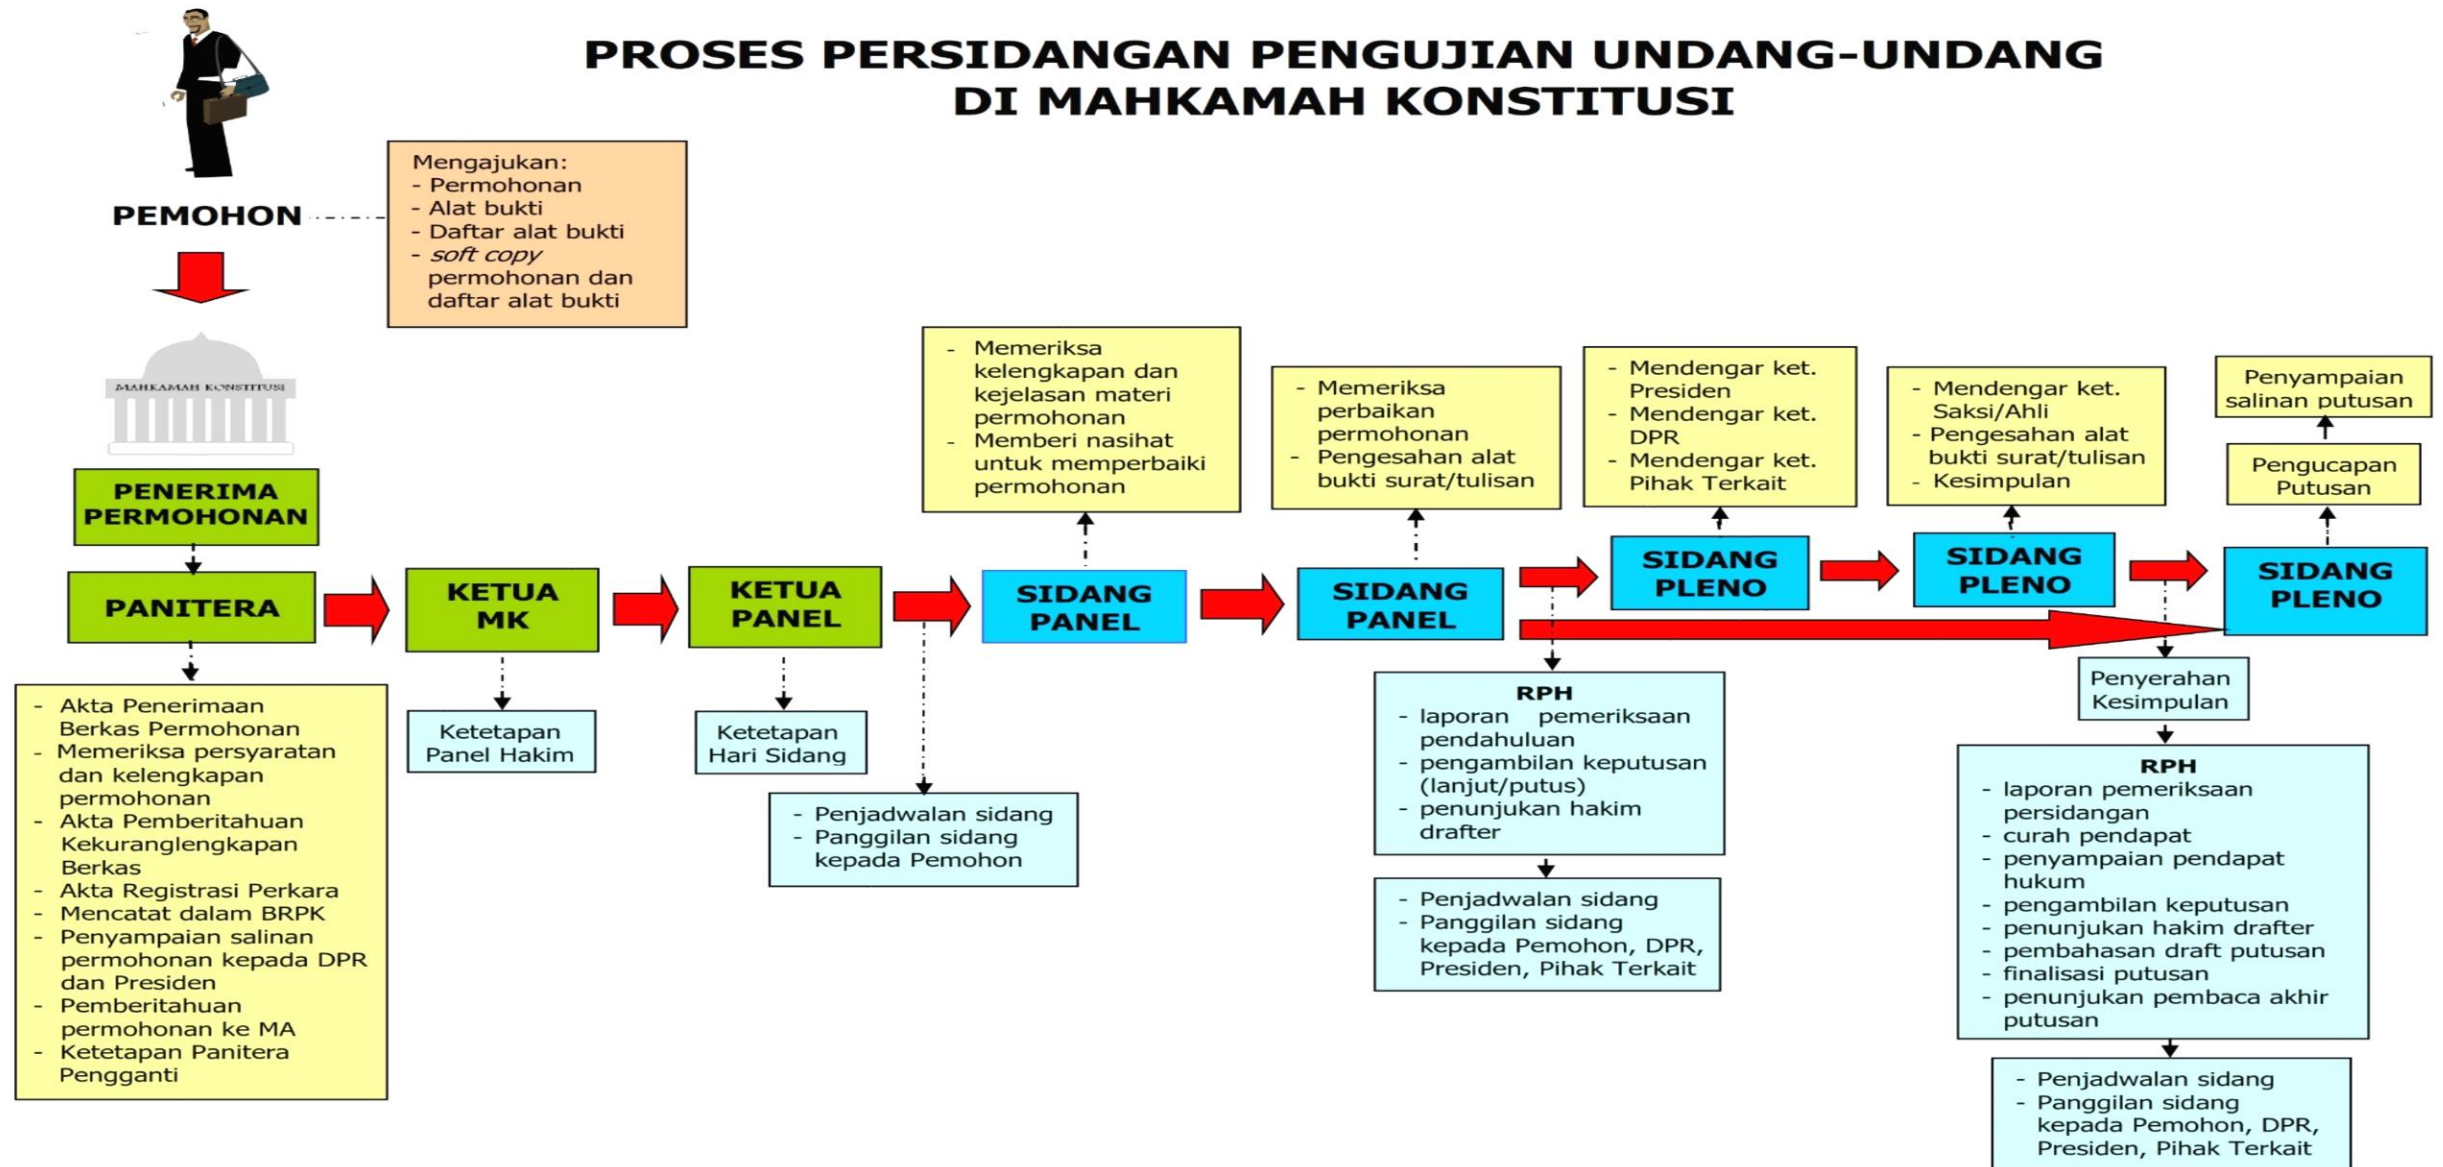 PROSES PERSIDANGAN PENGUJIAN UNDANG-UNDANG
DI MAHKAMAH KONSTITUSI
PEMOHON
Mengajukan:
- Permohonan
- Alat bukti
- Daftar alat bukti
- soft copy
permohonan dan
daftar alat bukti
MAHKAMAH KONSTITUSI
PENERIMA
PERMOHONAN
PANITERA
- Akta Penerimaan
Berkas Permohonan
- Memeriksa persyaratan
dan kelengkapan
permohonan
- Akta Pemberitahuan
Kekuranglengkapan
Berkas
- Akta Registrasi Perkara
- Mencatat dalam BRPK
- Penyampaian salinan
permohonan kepada DPR
dan Presiden
- Pemberitahuan
permohonan ke MA
- Ketetapan Panitera
Pengganti
KETUA
MK
Ketetapan
Panel Hakim
KETUA
PANEL
Ketetapan
Hari Sidang
- Penjadwalan sidang
- Panggilan sidang
kepada Pemohon
- Memeriksa
kelengkapan dan
kejelasan materi
permohonan
- Memberi nasihat
untuk memperbaiki
permohonan
SIDANG
PANEL
- Memeriksa
perbaikan
permohonan
- Pengesahan alat
bukti surat/tulisan
SIDANG
PANEL
RPH
- laporan pemeriksaan
pendahuluan
- pengambilan keputusan
(lanjut/putus)
- penunjukan hakim
drafter
- Penjadwalan sidang
- Panggilan sidang
kepada Pemohon, DPR,
Presiden, Pihak Terkait
- Mendengar ket.
Presiden
- Mendengar ket.
DPR
- Mendengar ket.
Pihak Terkait
SIDANG
PLENO
- Mendengar ket.
Saksi/Ahli
- Pengesahan alat
bukti surat/tulisan
- Kesimpulan
SIDANG
PLENO
Penyerahan
Kesimpulan
RPH
- laporan pemeriksaan
persidangan
- curah pendapat
- penyampaian pendapat
hukum
- pengambilan keputusan
- penunjukan hakim drafter
- pembahasan draft putusan
- finalisasi putusan
- penunjukan pembaca akhir
putusan
- Penjadwalan sidang
- Panggilan sidang
kepada Pemohon, DPR,
Presiden, Pihak Terkait
Penyampaian
salinan putusan
Pengucapan
Putusan
SIDANG
PLENO